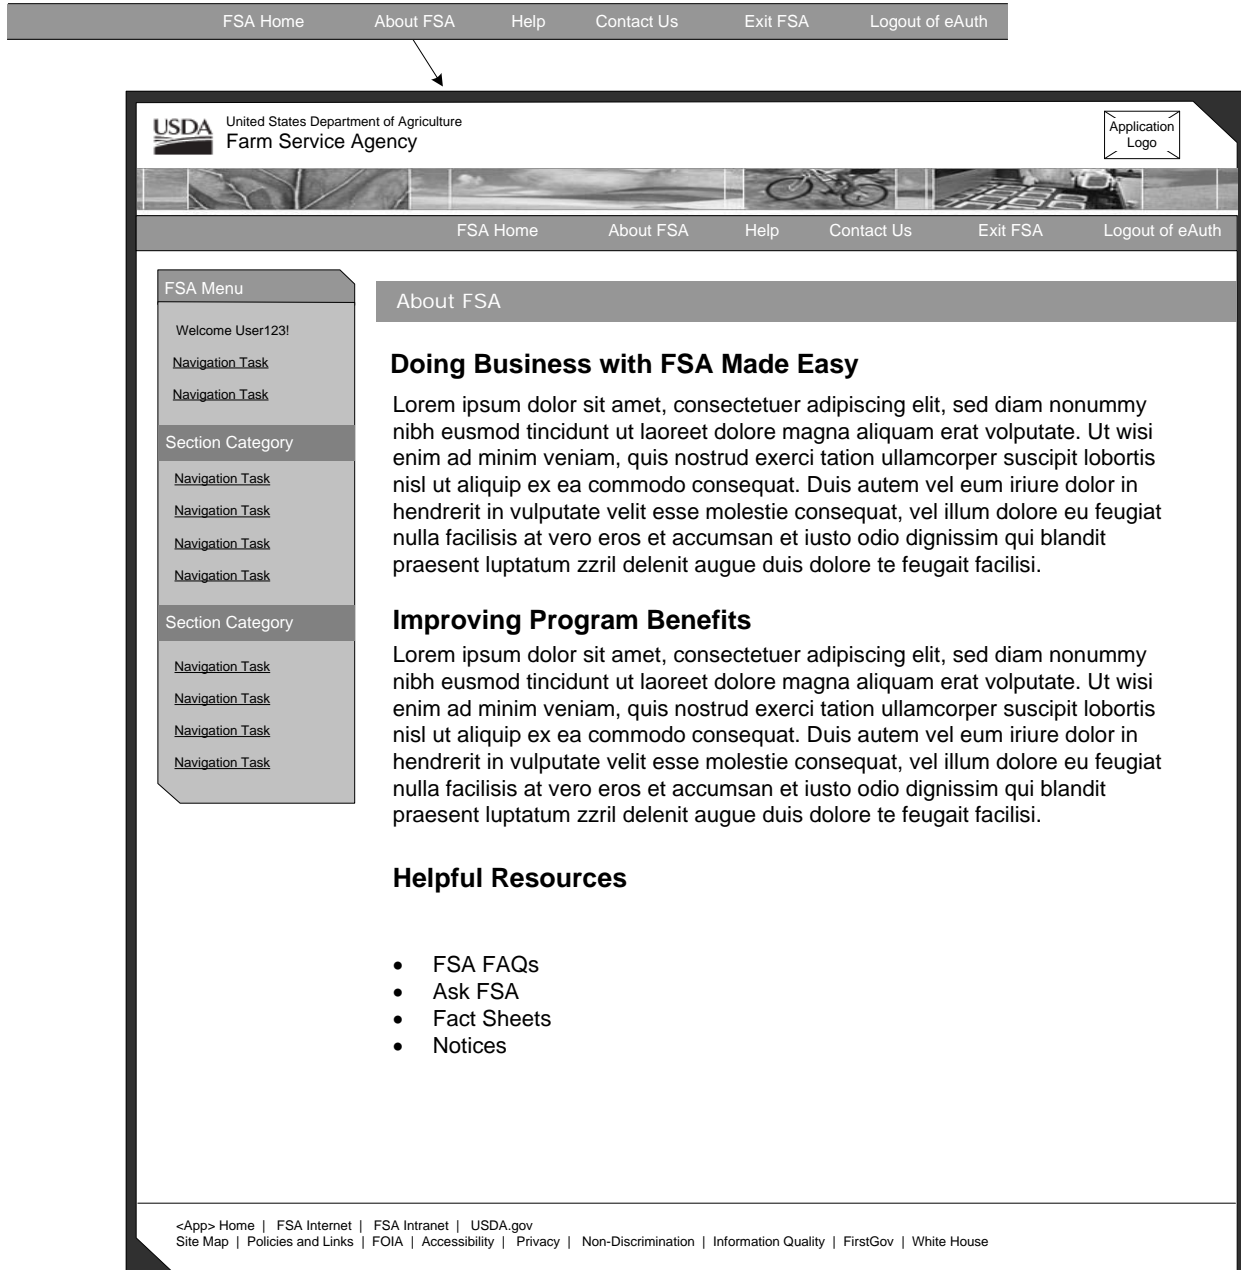 FSA Home About FSA Help Contact Us Exit FSA Logout of eAuth
USDA
United States Department of Agriculture
Farm Service Agency
Application
Logo
FSA Home About FSA Help Contact Us Exit FSA Logout of eAuth
FSA Menu
Welcome User123!
Navigation Task
Navigation Task
Section Category
Navigation Task
Navigation Task
Navigation Task
Navigation Task
Section Category
Navigation Task
Navigation Task
Navigation Task
Navigation Task
About FSA
Doing Business with FSA Made Easy
Lorem ipsum dolor sit amet, consectetuer adipiscing elit, sed diam nonummy
nibh eusmod tincidunt ut laoreet dolore magna aliquam erat volputate. Ut wisi
enim ad minim veniam, quis nostrud exerci tation ullamcorper suscipit lobortis
nisl ut aliquip ex ea commodo consequat. Duis autem vel eum iriure dolor in
hendrerit in vulputate velit esse molestie consequat, vel illum dolore eu feugiat
nulla facilisis at vero eros et accumsan et iusto odio dignissim qui blandit
praesent luptatum zzril delenit augue duis dolore te feugait facilisi.
Improving Program Benefits
Lorem ipsum dolor sit amet, consectetuer adipiscing elit, sed diam nonummy
nibh eusmod tincidunt ut laoreet dolore magna aliquam erat volputate. Ut wisi
enim ad minim veniam, quis nostrud exerci tation ullamcorper suscipit lobortis
nisl ut aliquip ex ea commodo consequat. Duis autem vel eum iriure dolor in
hendrerit in vulputate velit esse molestie consequat, vel illum dolore eu feugiat
nulla facilisis at vero eros et accumsan et iusto odio dignissim qui blandit
praesent luptatum zzril delenit augue duis dolore te feugait facilisi.
Helpful Resources
• FSA FAQs
• Ask FSA
• Fact Sheets
• Notices
<App> Home | FSA Internet | FSA Intranet | USDA.gov
Site Map | Policies and Links | FOIA | Accessibility | Privacy | Non-Discrimination | Information Quality | FirstGov | White House